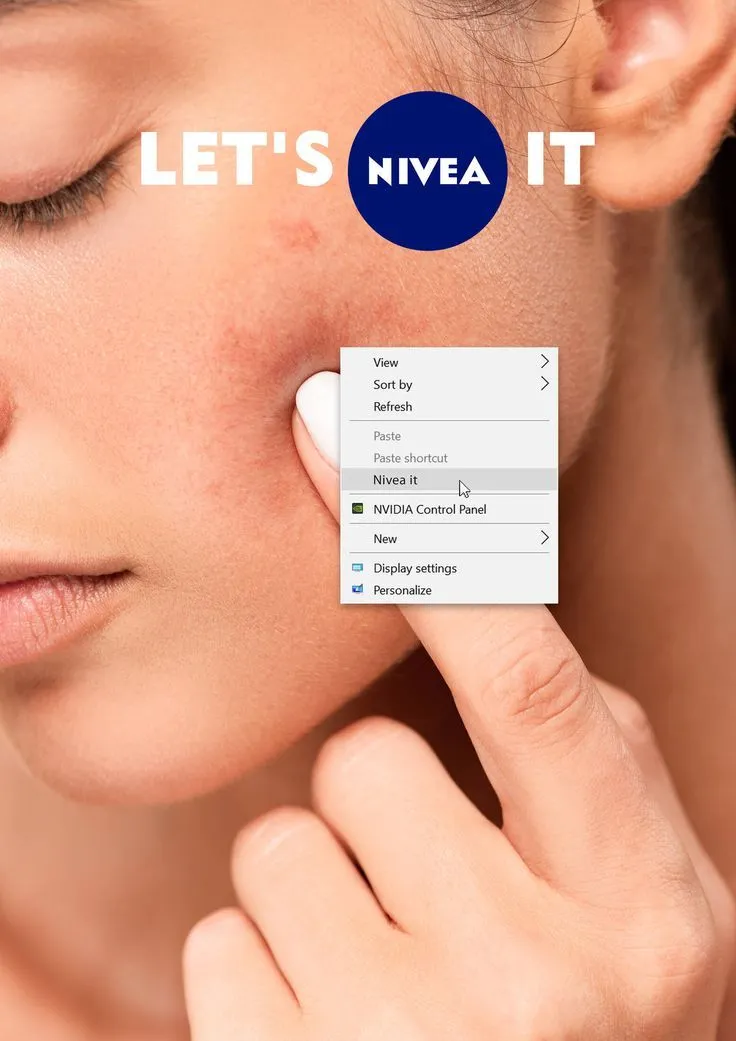 LET'S NIVEA IT
View
Sort by
Refresh
Paste
Paste shortcut
Nivea it
NVIDIA Control Panel
New
Display settings
Personalize